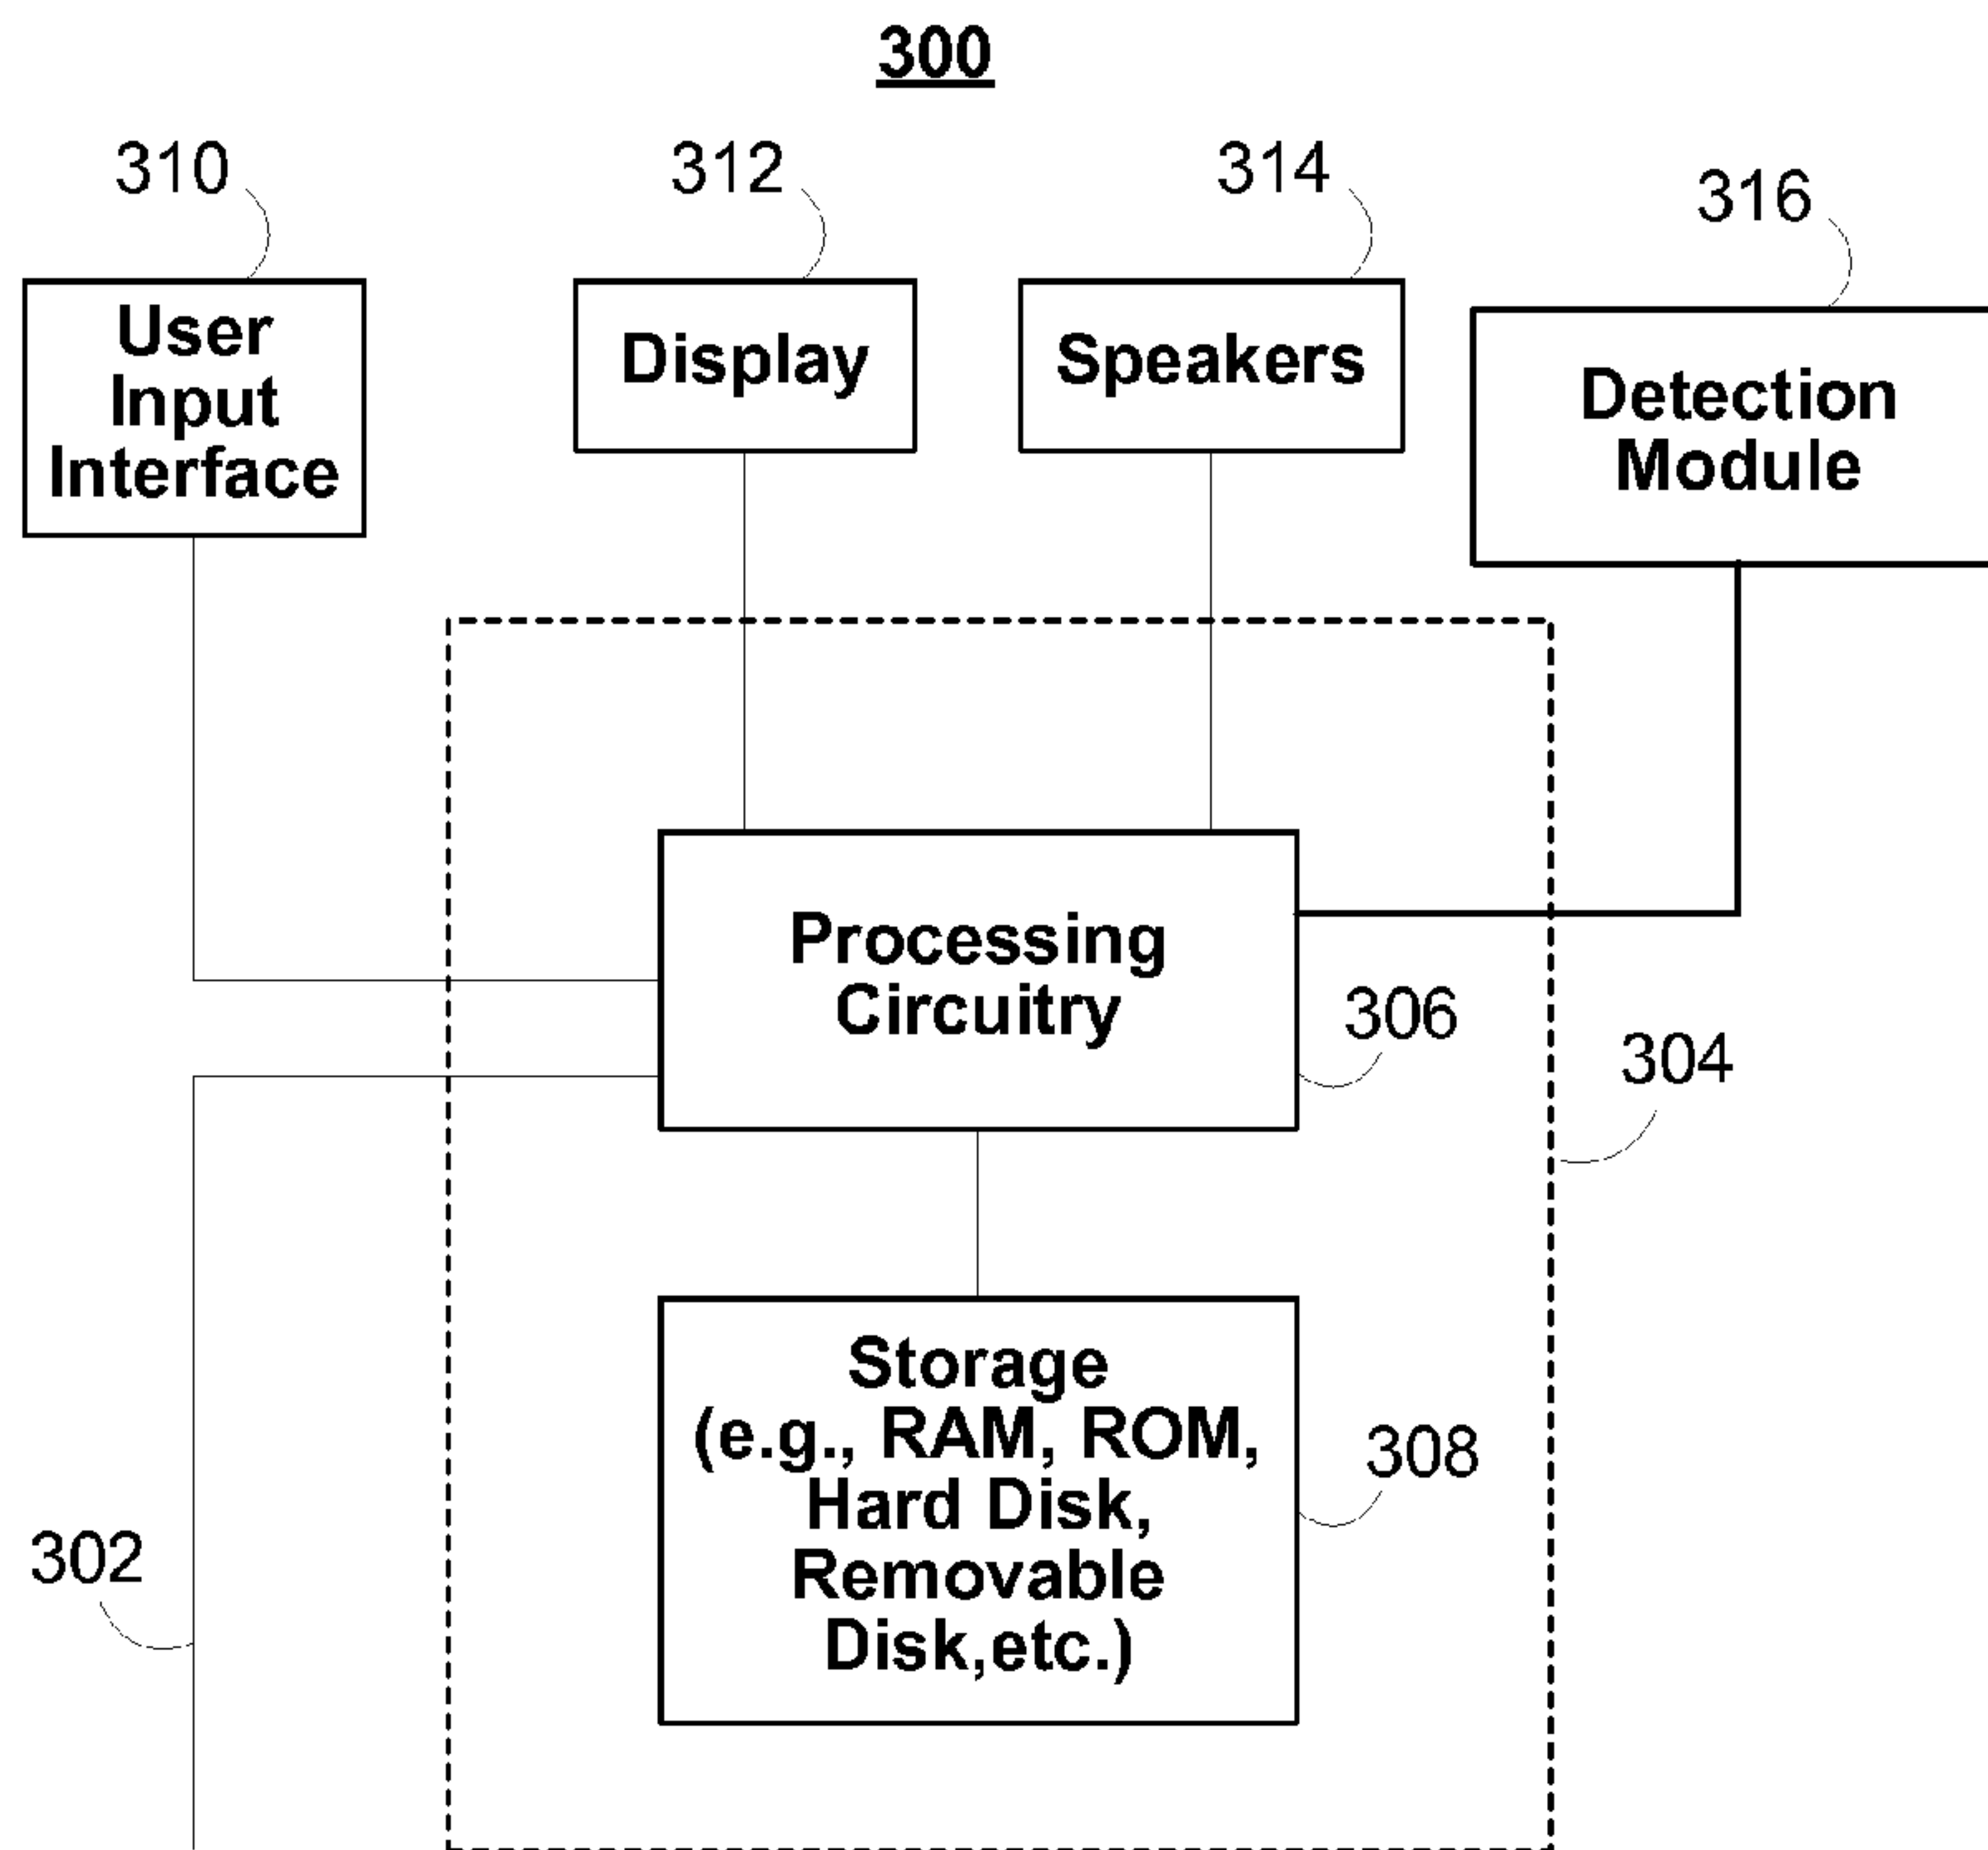 300
310
312
314
316
User
Input
Interface
Display
Speakers
Detection
Module
Processing
Circuitry
306
304
Storage
(e.g., RAM, ROM,
Hard Disk,
Removable
Disk,etc.)
308
302